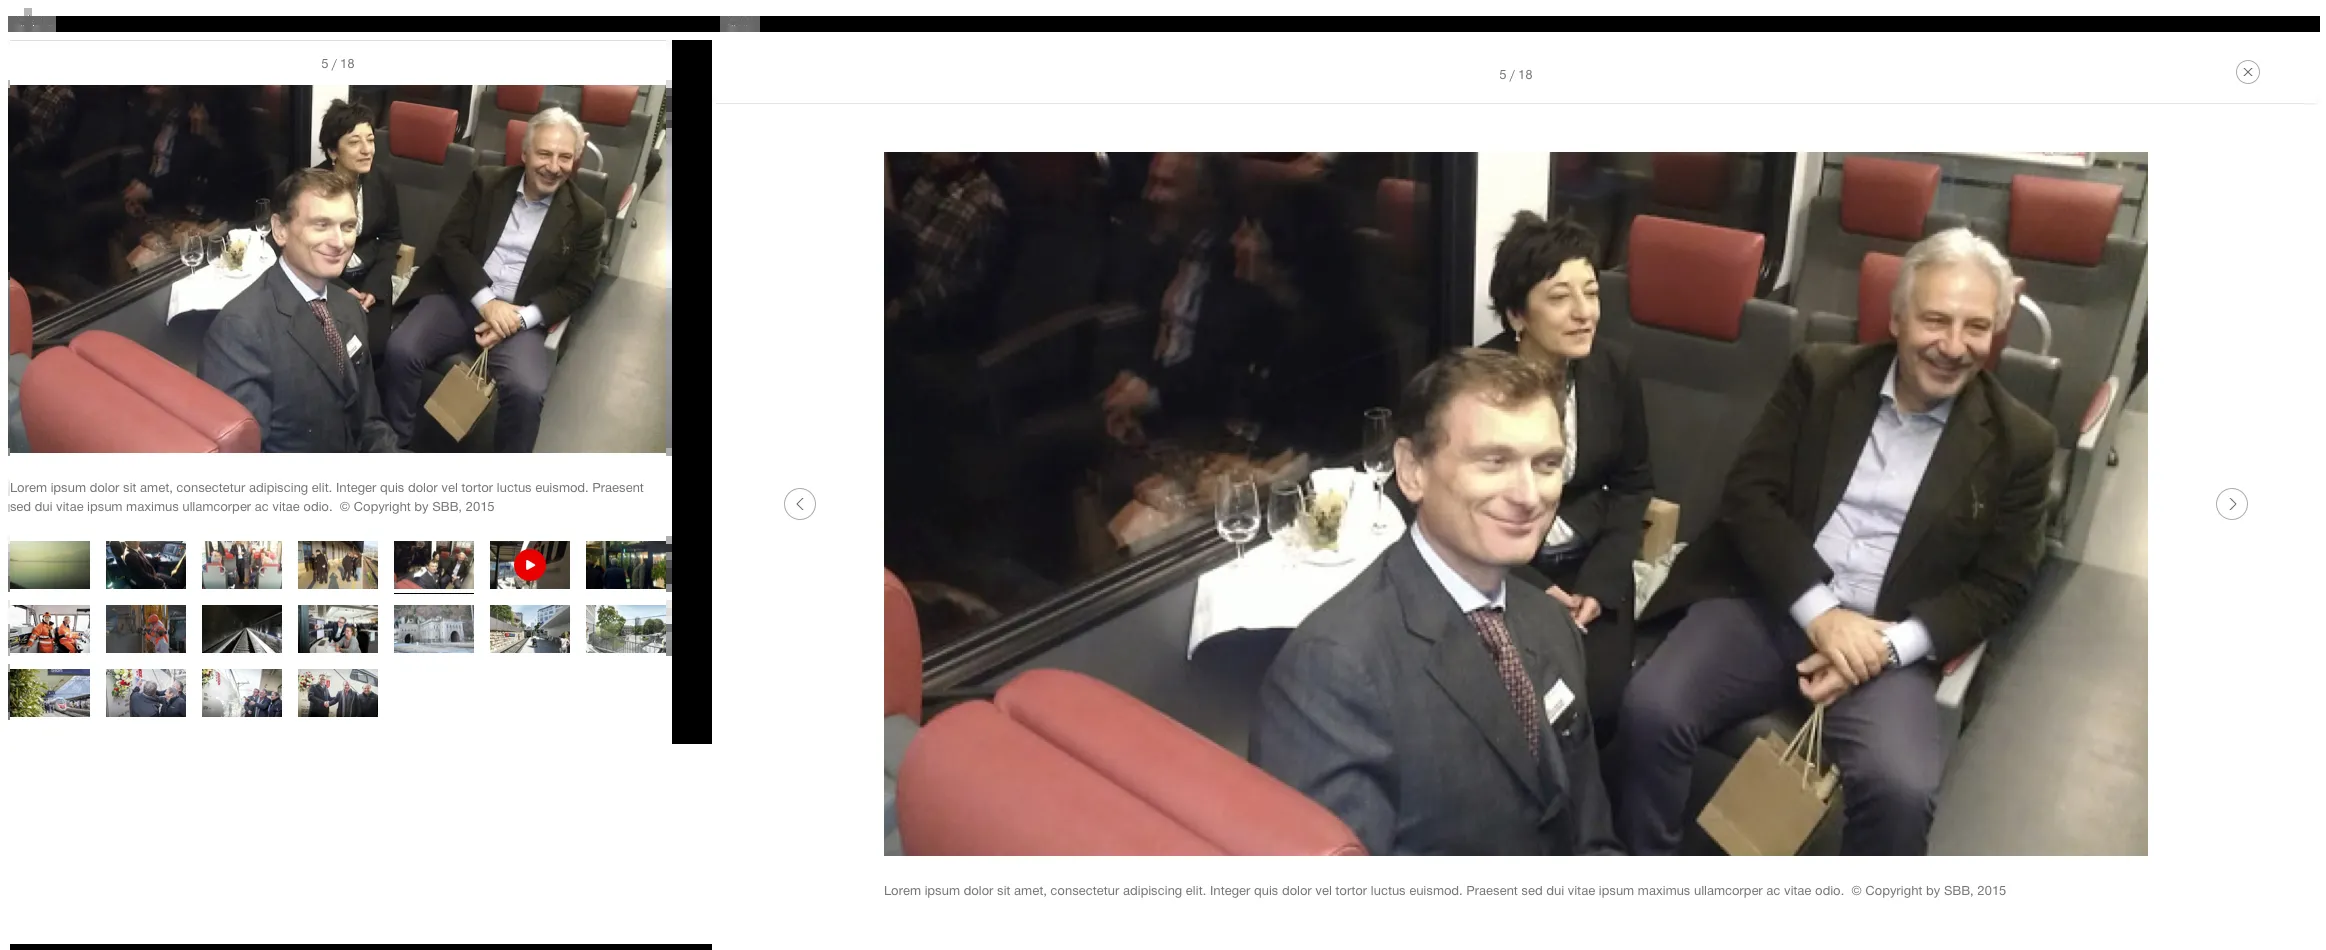 5 / 18
Lorem ipsum dolor sit amet, consectetur adipiscing elit. Integer quis dolor vel tortor luctus euismod. Praesent
sed dui vitae ipsum maximus ullamcorper ac vitae odio.  © Copyright by SBB, 2015
5 / 18
Lorem ipsum dolor sit amet, consectetur adipiscing elit. Integer quis dolor vel tortor luctus euismod. Praesent sed dui vitae ipsum maximus ullamcorper ac vitae odio.  © Copyright by SBB, 2015